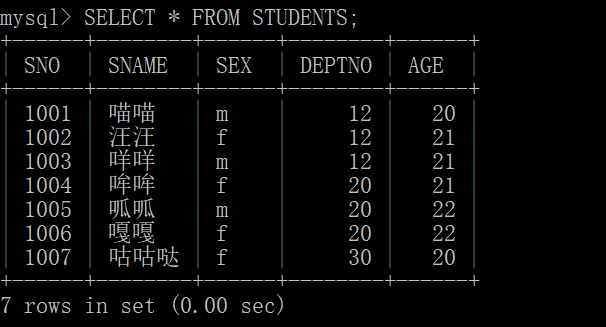 mysql> SELECT * FROM STUDENTS;
+------+--------+-----+--------+------+
| SNO | SNAME | SEX | DEPTNO | AGE |
+------+--------+-----+--------+------+
| 1001 | 喵喵 | m | 12 | 20 |
| 1002 | 汪汪 | f | 12 | 21 |
| 1003 | 咩咩 | m | 12 | 21 |
| 1004 | 哞哞 | f | 20 | 21 |
| 1005 | 呱呱 | m | 20 | 22 |
| 1006 | 嘎嘎 | f | 20 | 22 |
| 1007 | 咕咕哒 | f | 30 | 20 |
+------+--------+-----+--------+------+
7 rows in set (0.00 sec)